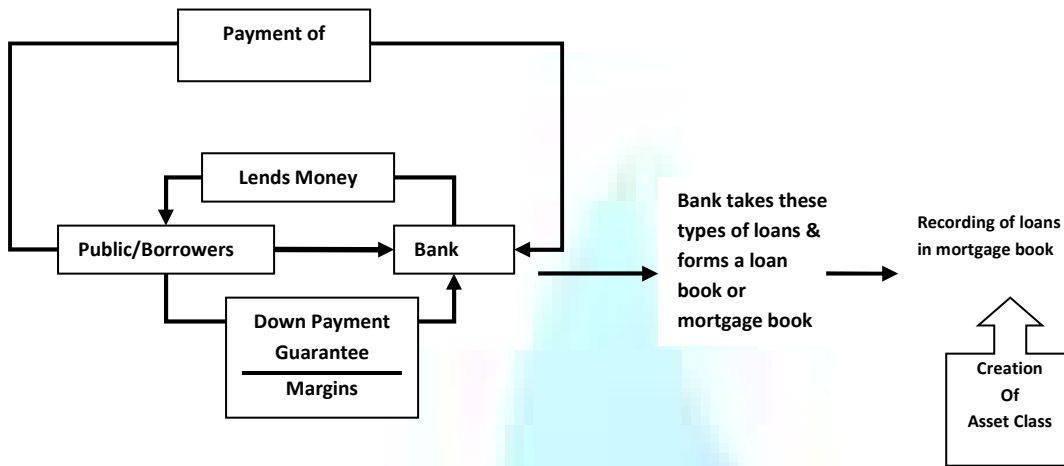 Payment of
Lends Money
Public/Borrowers
Bank
Down Payment
Guarantee
Margins
Bank takes these
types of loans &
forms a loan
book or
mortgage book
Recording of loans
in mortgage book
Creation
Of
Asset Class